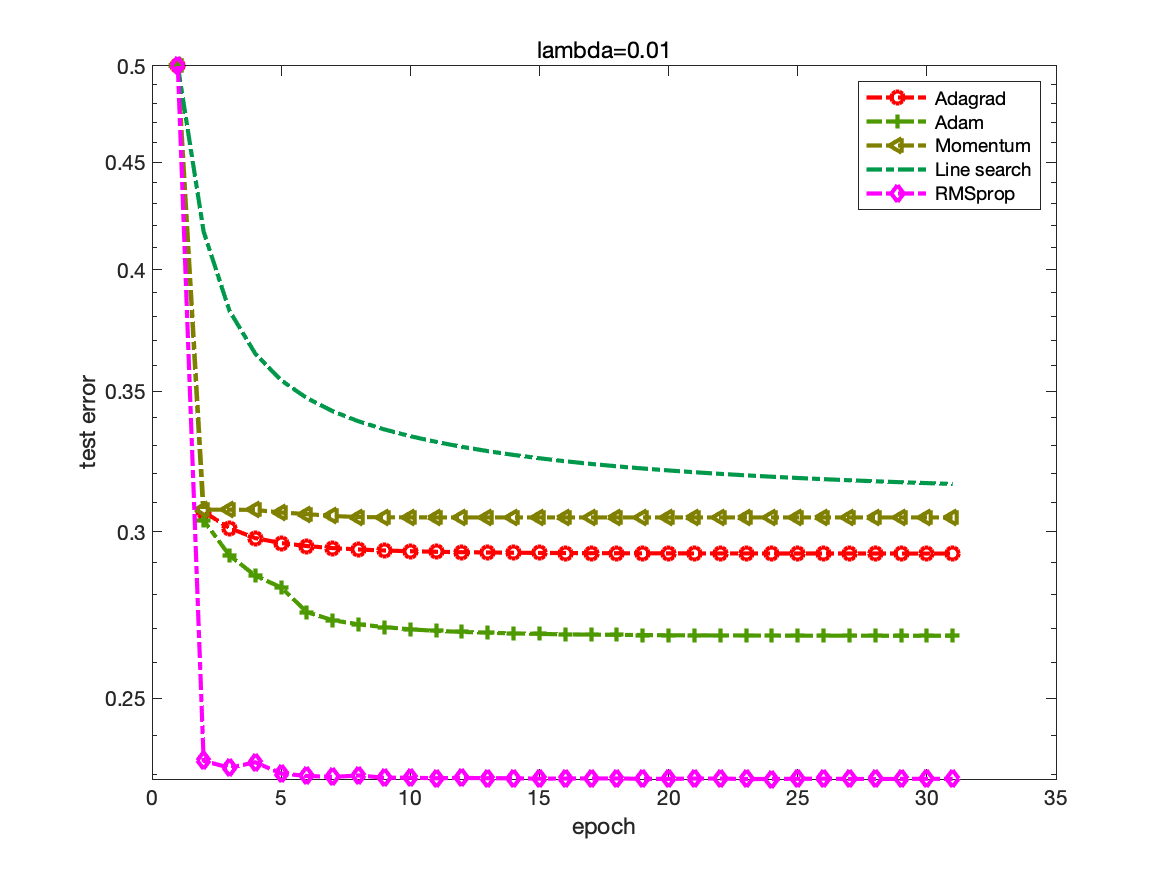 lambda=0.01
0.5
0.45
0.4
0.35
0.3
0.25
test error
Adagrad
Adam
Momentum
Line search
RMSprop
0 5 10 15 20 25 30 35
epoch